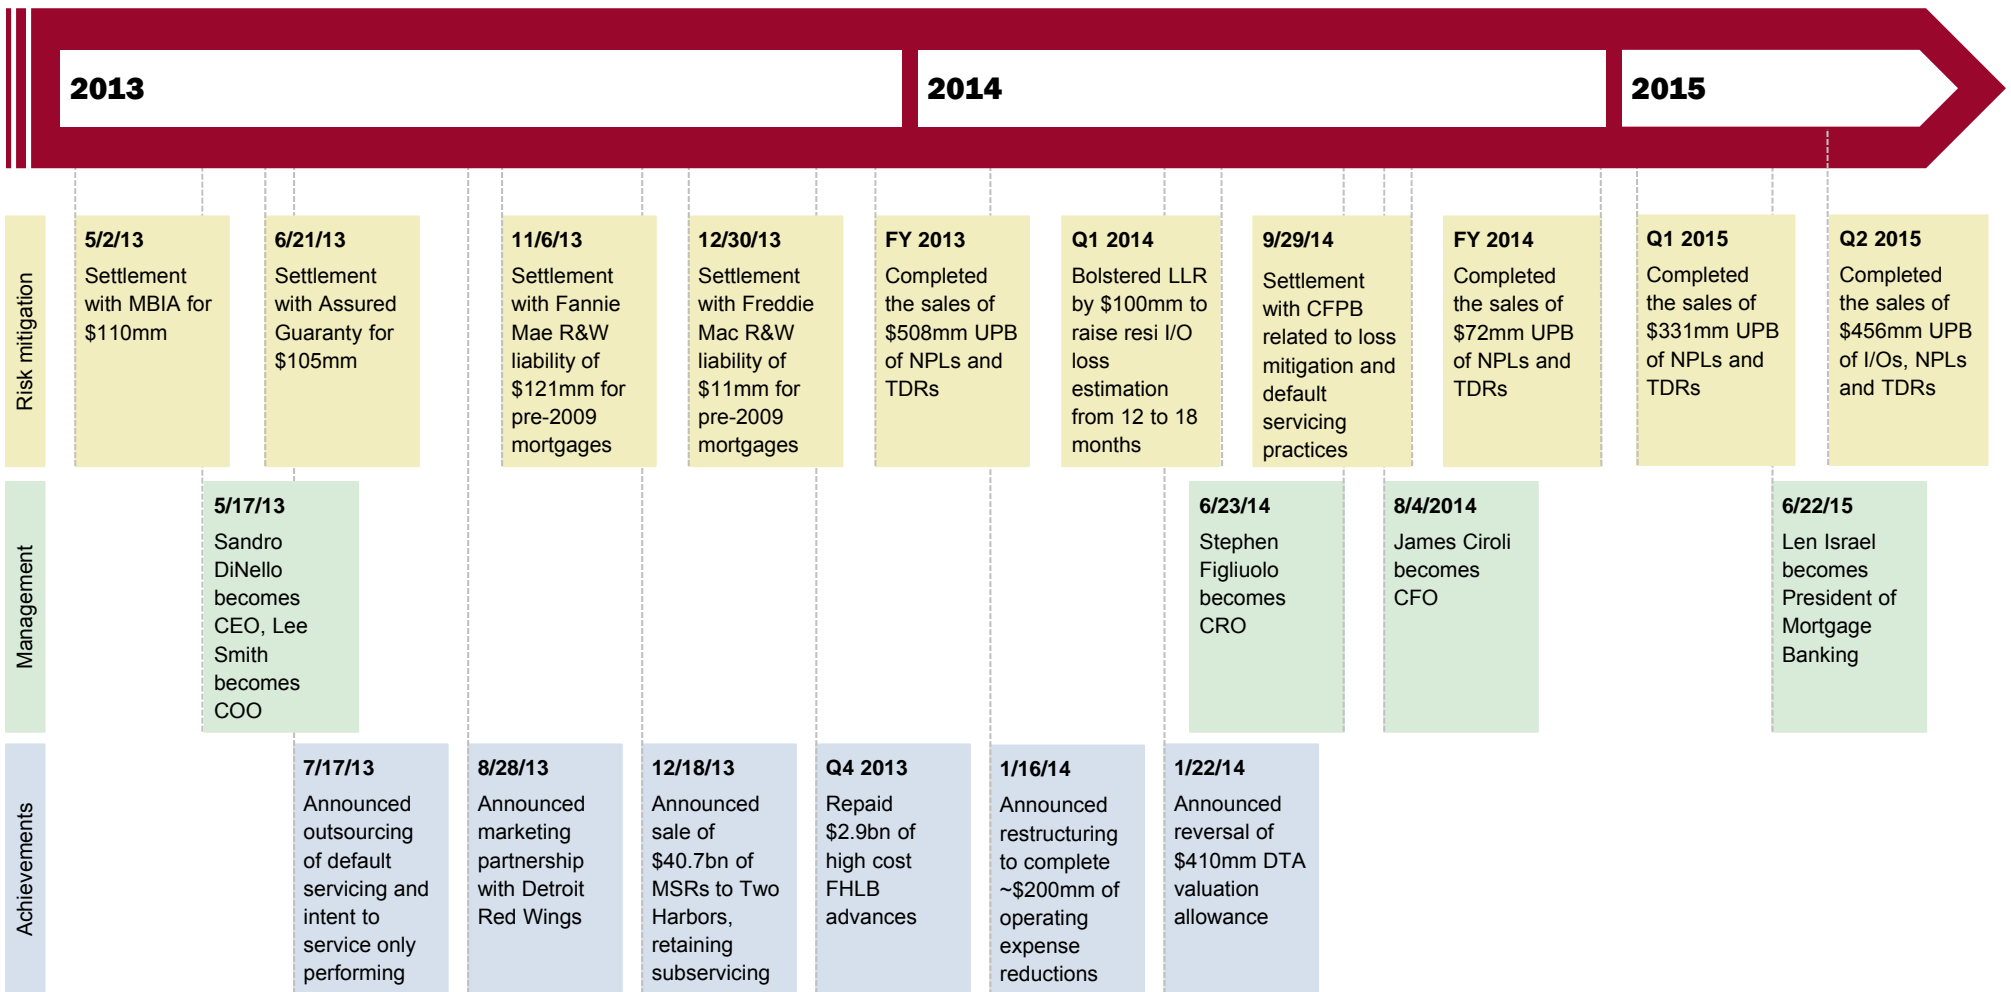 2013
2014
2015
Risk mitigation
5/2/13
Settlement
with MBIA for
$110mm
6/21/13
Settlement
with Assured
Guaranty for
$105mm
11/6/13
Settlement
with Fannie
Mae R&W
liability of
$121mm for
pre-2009
mortgages
12/30/13
Settlement
with Freddie
Mac R&W
liability of
$11mm for
pre-2009
mortgages
FY 2013
Completed
the sales of
$508mm UPB
of NPLs and
TDRs
Q1 2014
Bolstered LLR
by $100mm to
raise resi I/O
loss
estimation
from 12 to 18
months
9/29/14
Settlement
with CFPB
related to loss
mitigation and
default
servicing
practices
FY 2014
Completed
the sales of
$72mm UPB
of NPLs and
TDRs
Q1 2015
Completed
the sales of
$331mm UPB
of NPLs and
TDRs
Q2 2015
Completed
the sales of
$456mm UPB
of I/Os, NPLs
and TDRs
Management
5/17/13
Sandro
DiNello
becomes
CEO, Lee
Smith
becomes
COO
6/23/14
Stephen
Figliuolo
becomes
CRO
8/4/2014
James Ciroli
becomes
CFO
6/22/15
Len Israel
becomes
President of
Mortgage
Banking
Achievements
7/17/13
Announced
outsourcing
of default
servicing and
intent to
service only
performing
8/28/13
Announced
marketing
partnership
with Detroit
Red Wings
12/18/13
Announced
sale of
$40.7bn of
MSRs to Two
Harbors,
retaining
subservicing
Q4 2013
Repaid
$2.9bn of
high cost
FHLB
advances
1/16/14
Announced
restructuring
to complete
~$200mm of
operating
expense
reductions
1/22/14
Announced
reversal of
$410mm DTA
valuation
allowance